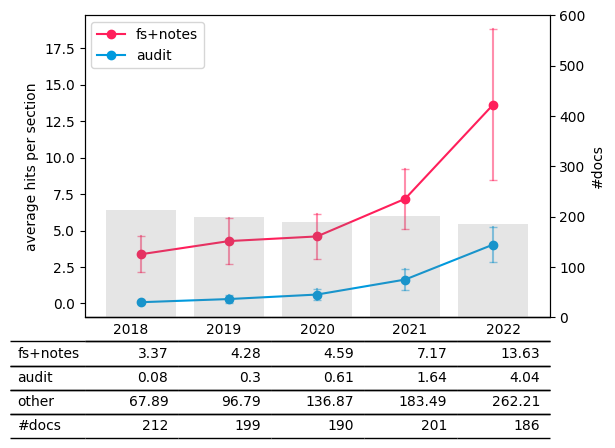 fs+notes
audit
average hits per section
17.5
15.0
12.5
10.0
7.5
5.0
2.5
0.0
600
500
400
300
200
100
0
#docs
2018 2019 2020 2021 2022
fs+notes 3.37 4.28 4.59 7.17 13.63
audit 0.08 0.3 0.61 1.64 4.04
other 67.89 96.79 136.87 183.49 262.21
#docs 212 199 190 201 186